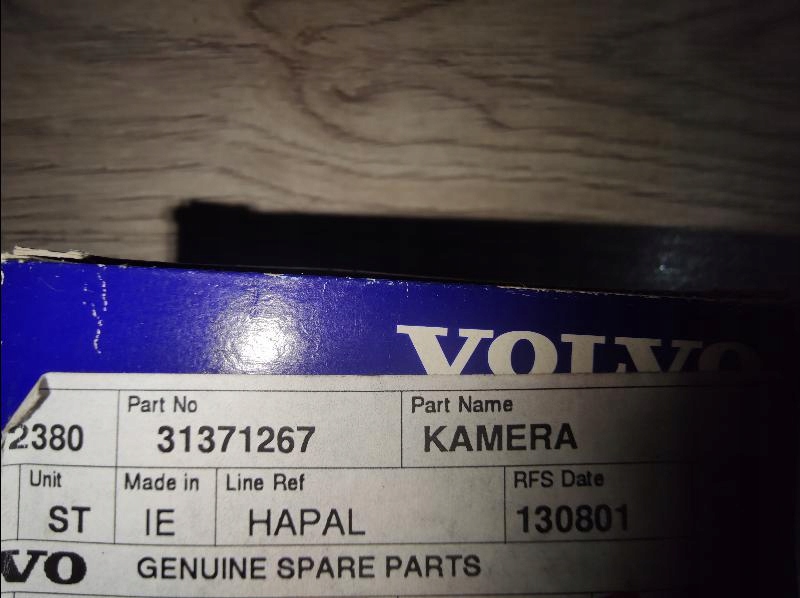 VOLVO
Part No Part Name
2380 31371267 KAMERA
Unit Made in Line Ref RFS Date
ST IE HAPAL 130801
VO GENUINE SPARE PARTS